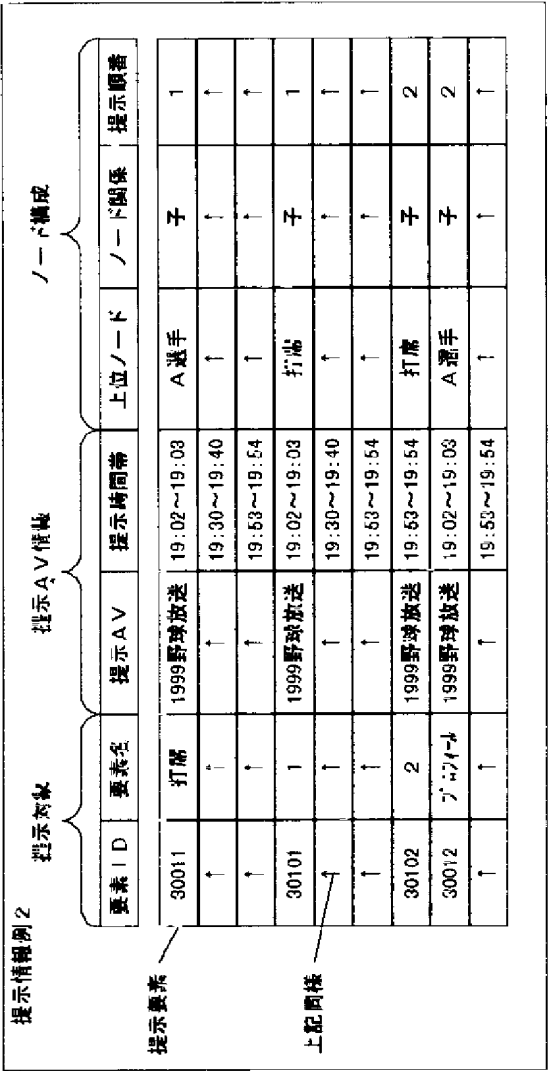 提示情報例2
提示対象 提示AV情報 ノード構成
要素ID 要素名 提示AV 提示時間帯 上位ノード ノード関係 提示順番
30011 打席 1999野球放送 19:02~19:03 A選手 子 1
↑ ↑ ↑ 19:30~19:40 ↑ ↑ ↑
↑ ↑ ↑ 19:53~19:54 ↑ ↑ ↑
30101 1 1999野球放送 19:02~19:03 打席 子 1
↑ ↑ ↑ 19:30~19:40 ↑ ↑ ↑
↑ ↑ ↑ 19:53~19:54 ↑ ↑ ↑
30102 2 1999野球放送 19:53~19:54 打席 子 2
30012 プロフィール 1999野球放送 19:02~19:03 A選手 子 2
↑ ↑ ↑ 19:53~19:54 ↑ ↑ ↑
提示要素
上記同様